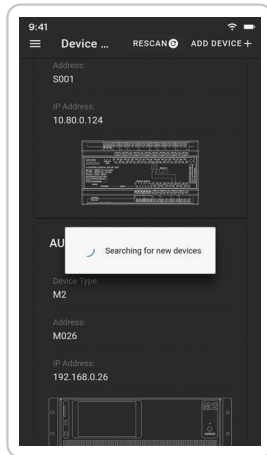 9:41
Device ... RESCAN ADD DEVICE +
Address:
S001
IP Address:
10.80.0.124
AU
Searching for new devices
Device Type:
M2
Address:
M026
IP Address:
192.168.0.26